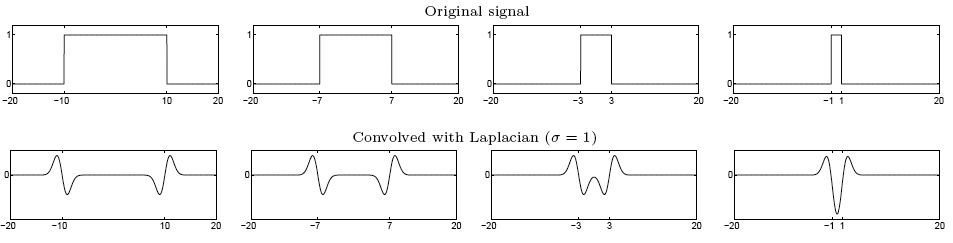 Original signal
1 1 1 1
0 0 0 0
−20 −10 10 20 −20 −7 7 20 −20 −3 3 20 −20 −1 1 20
Convolved with Laplacian (σ = 1)
0 0 0 0
−20 −10 10 20 −20 −7 7 20 −20 −3 3 20 −20 −1 1 20